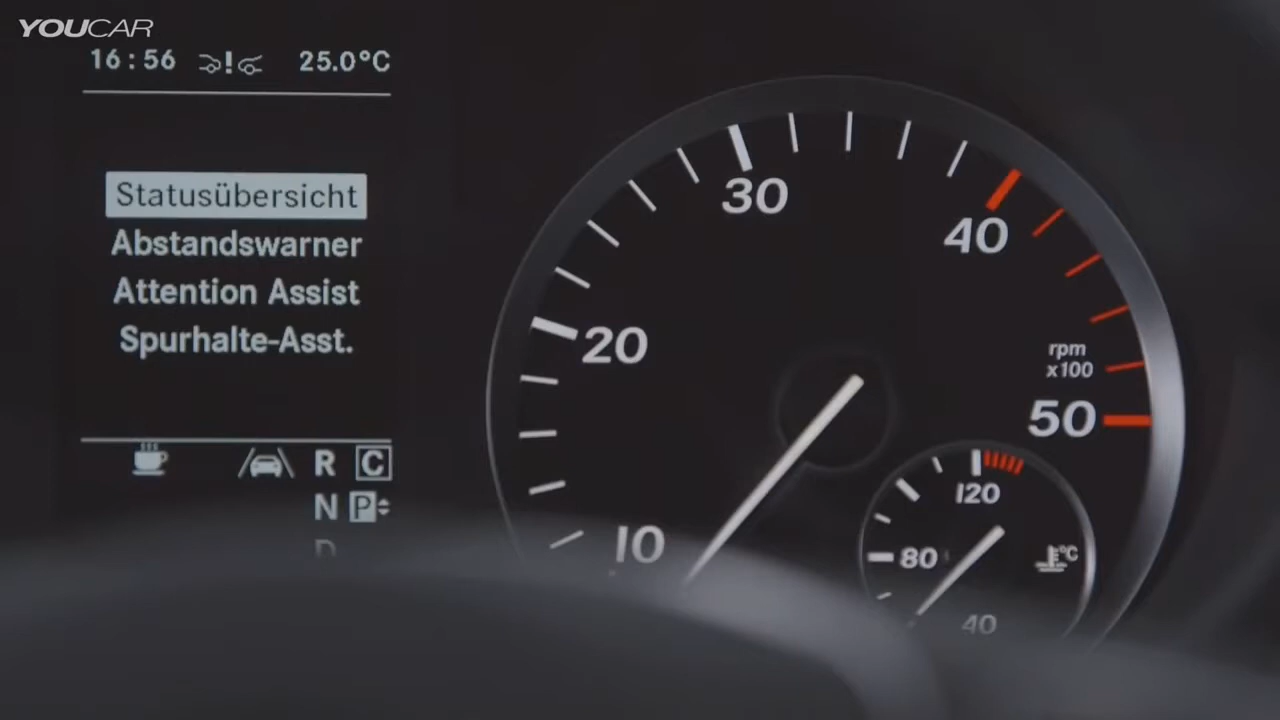 YOUCAR
16:56 25.0°C
Statusübersicht
Abstandswarner
Attention Assist
Spurhalte-Asst.
R C
N P
D
30
40
20
rpm
x100
50
10
120
80
°C
40